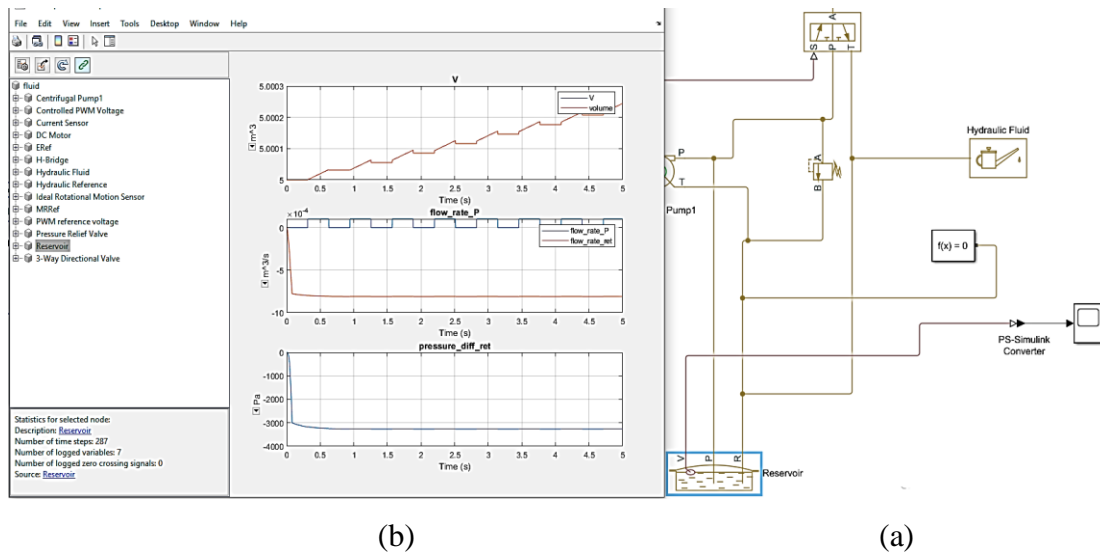 File Edit View Insert Tools Desktop Window Help
fluid
Centrifugal Pump1
Controlled PWM Voltage
Current Sensor
DC Motor
ERef
H-Bridge
Hydraulic Fluid
Hydraulic Reference
Ideal Rotational Motion Sensor
MRRef
PWM reference voltage
Pressure Relief Valve
Reservoir
3-Way Directional Valve
Statistics for selected node:
Description: Reservoir
Number of time steps: 287
Number of logged variables: 7
Number of logged zero crossing signals: 0
Source: Reservoir
V
5.0003
5.0002
5.0001
5
m^3
V
volume
0 0.5 1 1.5 2 2.5 3 3.5 4 4.5 5
Time (s)
flow_rate_P
×10^-4
0
-5
-10
m^3/s
flow_rate_P
flow_rate_ret
0 0.5 1 1.5 2 2.5 3 3.5 4 4.5 5
Time (s)
pressure_diff_ret
0
-1000
-2000
-3000
-4000
Pa
0 0.5 1 1.5 2 2.5 3 3.5 4 4.5 5
Time (s)
A
S
P
T
P
T
Pump1
A
B
Hydraulic Fluid
f(x) = 0
PS-Simulink
Converter
V
P
R
Reservoir
(b)
(a)